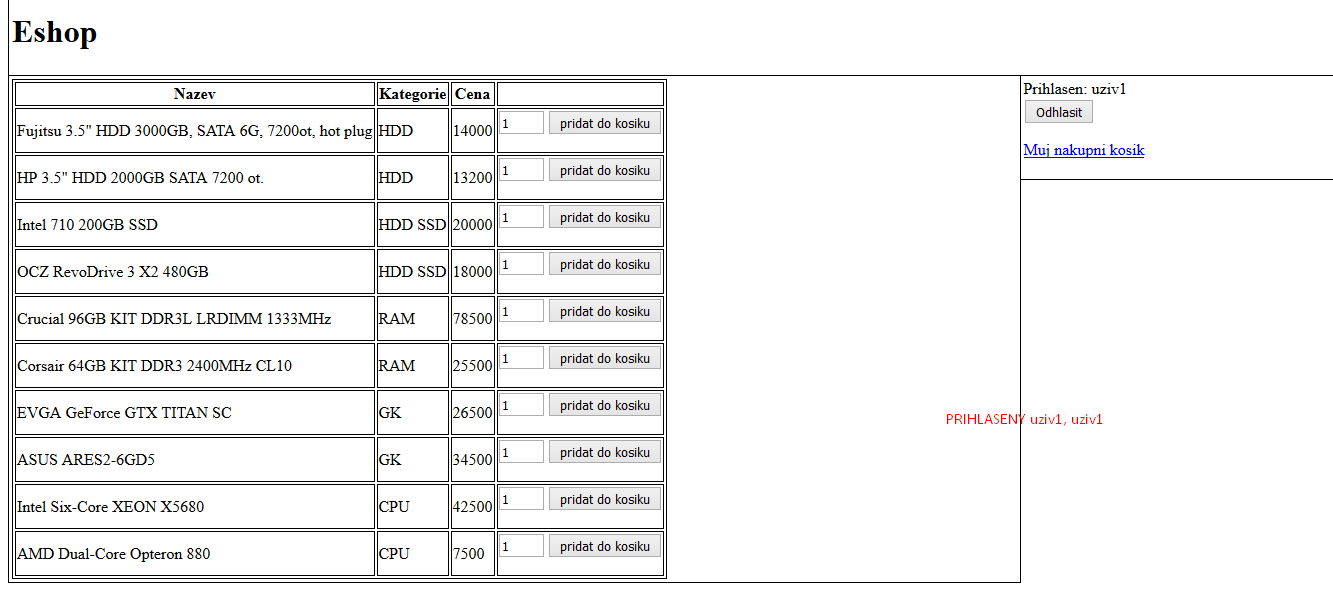 Eshop
Nazev Kategorie Cena
Fujitsu 3.5" HDD 3000GB, SATA 6G, 7200ot, hot plug HDD 14000 1 pridat do kosiku
HP 3.5" HDD 2000GB SATA 7200 ot. HDD 13200 1 pridat do kosiku
Intel 710 200GB SSD HDD SSD 20000 1 pridat do kosiku
OCZ RevoDrive 3 X2 480GB HDD SSD 18000 1 pridat do kosiku
Crucial 96GB KIT DDR3L LRDIMM 1333MHz RAM 78500 1 pridat do kosiku
Corsair 64GB KIT DDR3 2400MHz CL10 RAM 25500 1 pridat do kosiku
EVGA GeForce GTX TITAN SC GK 26500 1 pridat do kosiku
ASUS ARES2-6GD5 GK 34500 1 pridat do kosiku
Intel Six-Core XEON X5680 CPU 42500 1 pridat do kosiku
AMD Dual-Core Opteron 880 CPU 7500 1 pridat do kosiku
Prihlasen: uziv1
Odhlasit
Muj nakupni kosik
PRIHLASENY uziv1, uziv1